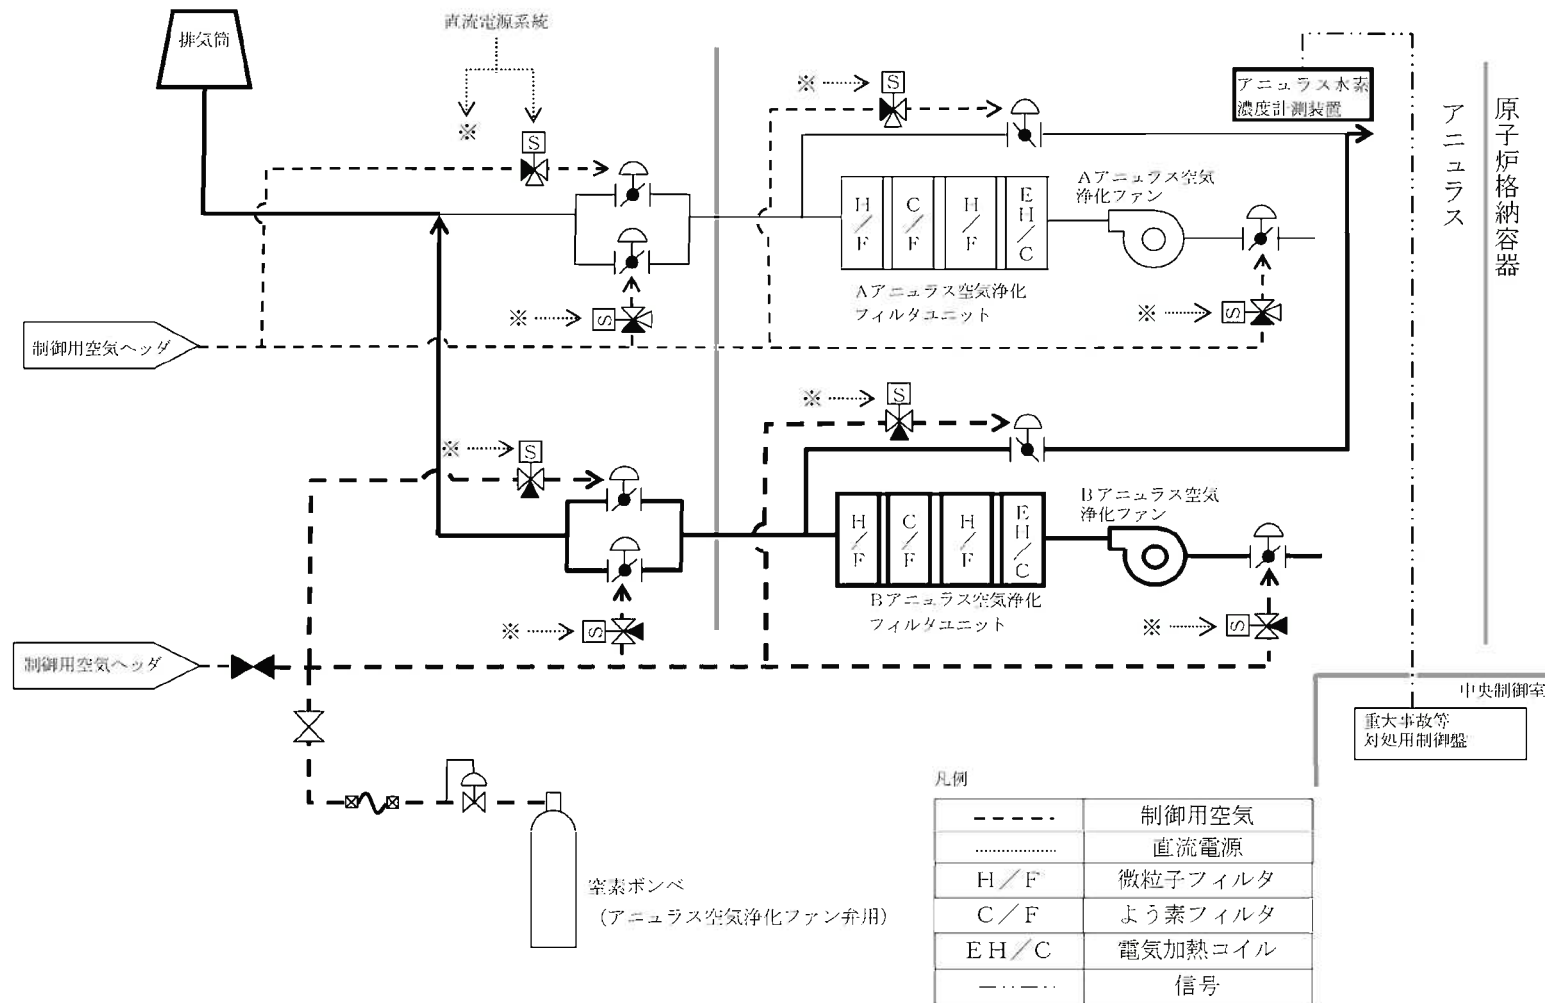 排気筒
直流電源系統
※
S
※
S
アニュラス水素
濃度計測装置
アニュラス
原子炉格納容器
H/F
C/F
H/F
EH/C
Aアニュラス空気
浄化ファン
Aアニュラス空気浄化
フィルタユニット
※
S
※
S
制御用空気ヘッダ
※
S
※
S
H/F
C/F
H/F
EH/C
Bアニュラス空気
浄化ファン
Bアニュラス空気浄化
フィルタユニット
※
S
※
S
制御用空気ヘッダ
中央制御室
重大事故等
対処用制御盤
窒素ボンベ
(アニュラス空気浄化ファン弁用)
凡例
制御用空気
直流電源
H/F 微粒子フィルタ
C/F よう素フィルタ
EH/C 電気加熱コイル
信号